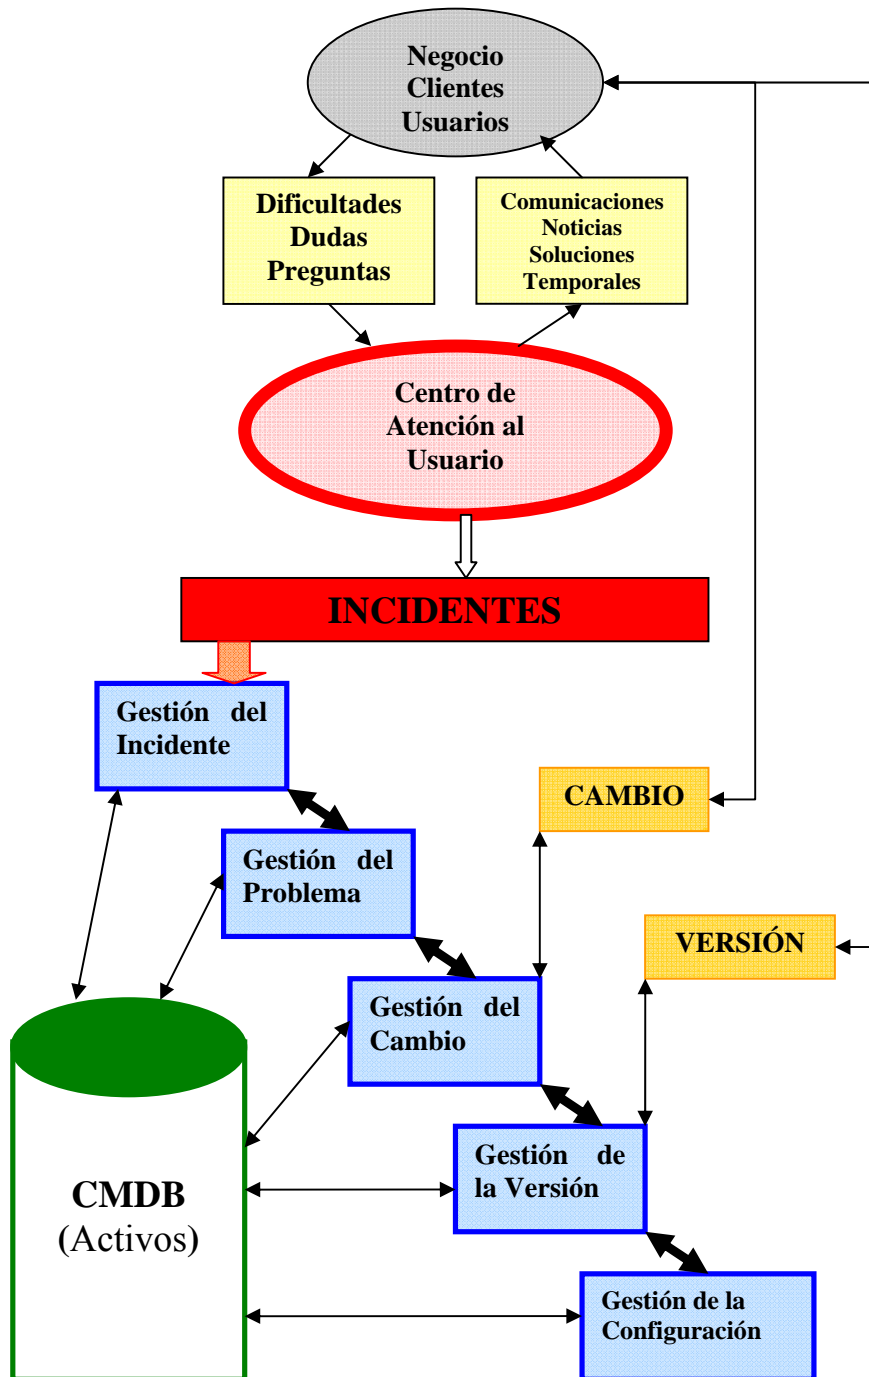 Negocio
Clientes
Usuarios
Dificultades
Dudas
Preguntas
Comunicaciones
Noticias
Soluciones
Temporales
Centro de
Atención al
Usuario
INCIDENTES
Gestión del
Incidente
CAMBIO
Gestión del
Problema
VERSIÓN
Gestión del
Cambio
Gestión de
la Versión
CMDB
(Activos)
Gestión de la
Configuración